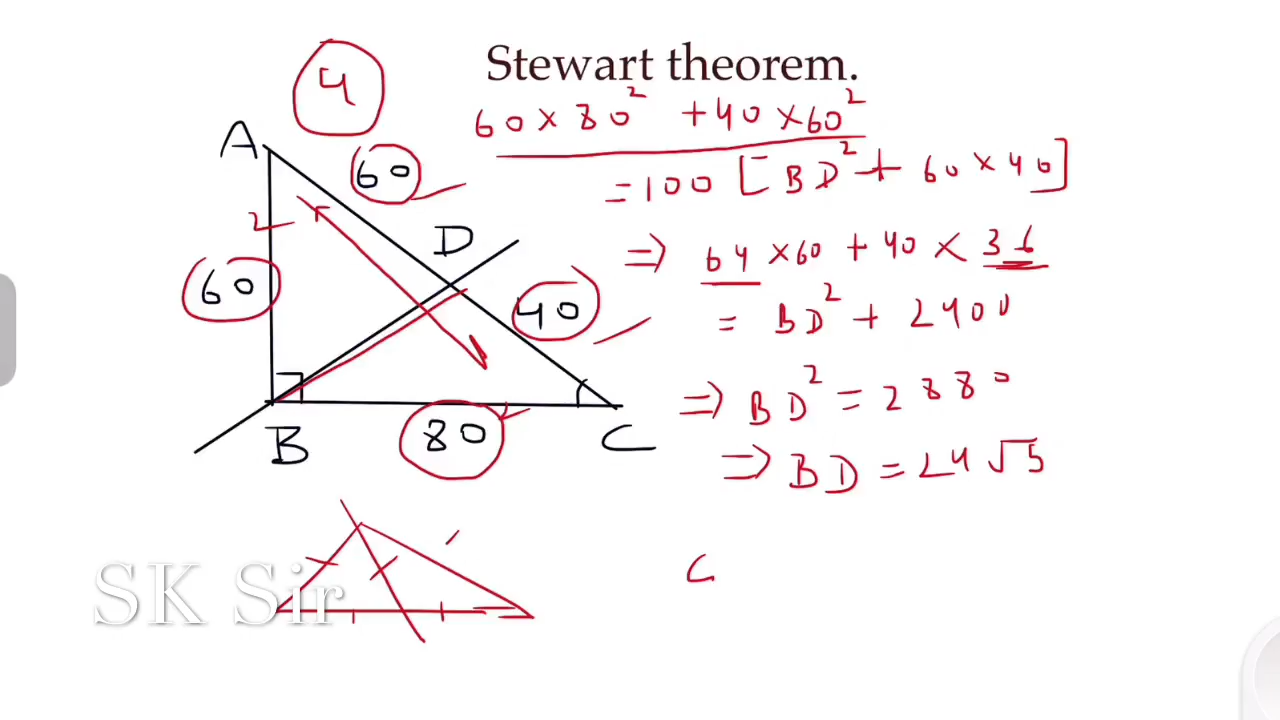 Stewart theorem.
4
60 × 80² + 40 × 60²
= 100 [BD² + 60 × 40]
⇒ 64 × 60 + 40 × 36
= BD² + 2400
⇒ BD² = 2880
⇒ BD = 24√5
A
60
D
60
40
B
80
C
C
SK Sir